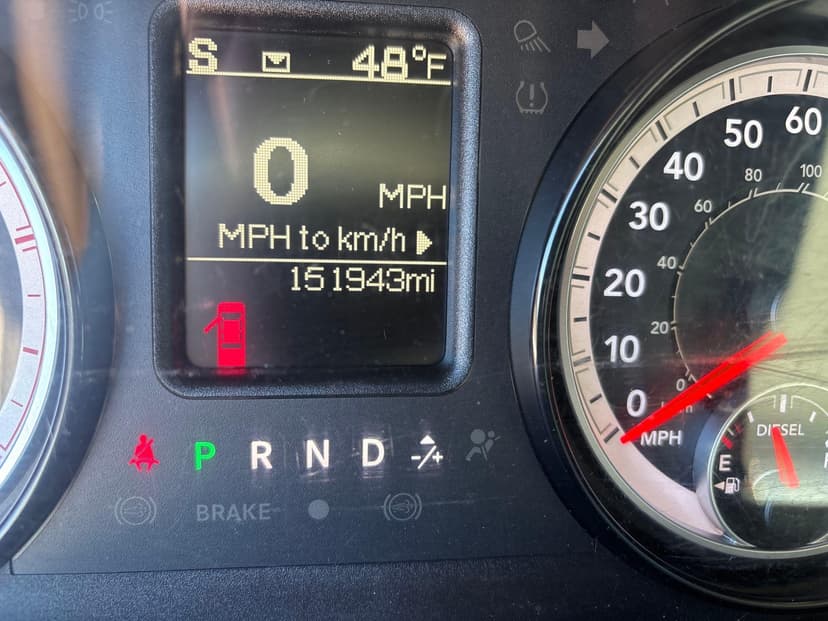 S 48°F
0 MPH
MPH to km/h
151943mi
P R N D -/+
BRAKE
60
50
40
30
20
10
0
MPH
100
80
60
40
20
0
DIESEL
E